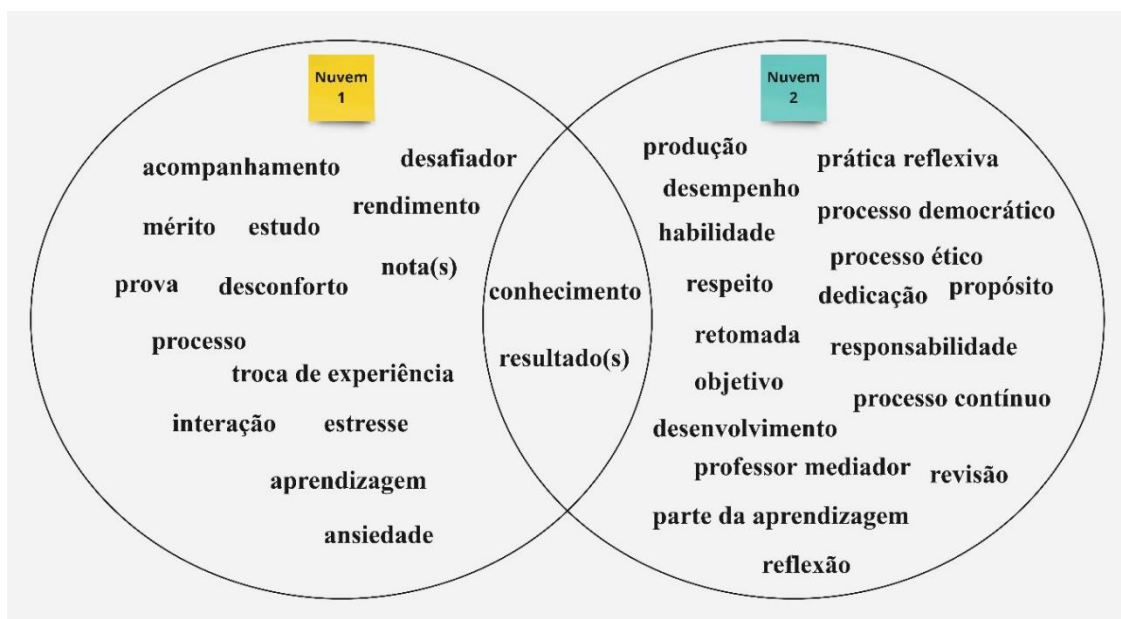 Nuvem
1
acompanhamento
desafiador
rendimento
mérito
estudo
nota(s)
prova
desconforto
processo
troca de experiência
interação
estresse
aprendizagem
ansiedade
conhecimento
resultado(s)
Nuvem
2
produção
prática reflexiva
desempenho
processo democrático
habilidade
processo ético
respeito
dedicação
propósito
retomada
responsabilidade
objetivo
processo contínuo
desenvolvimento
professor mediador
revisão
parte da aprendizagem
reflexão